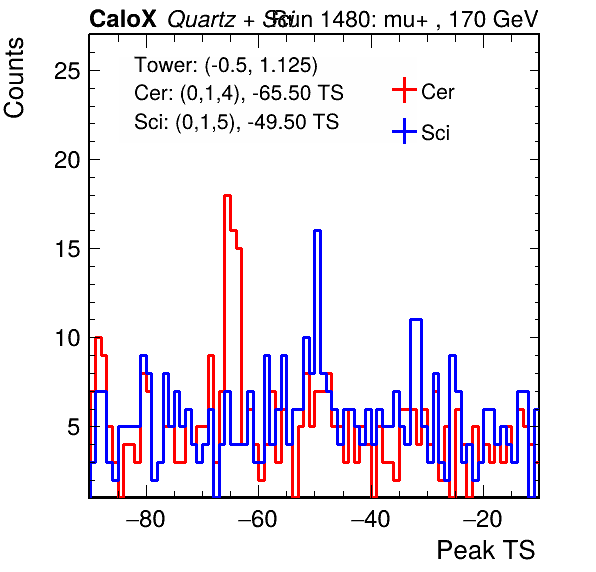 CaloX Quartz + Sci Run 1480: mu+ , 170 GeV
Counts
Tower: (-0.5, 1.125)
Cer: (0,1,4), -65.50 TS
Sci: (0,1,5), -49.50 TS
Cer
Sci
25
20
15
10
5
−80 −60 −40 −20
Peak TS